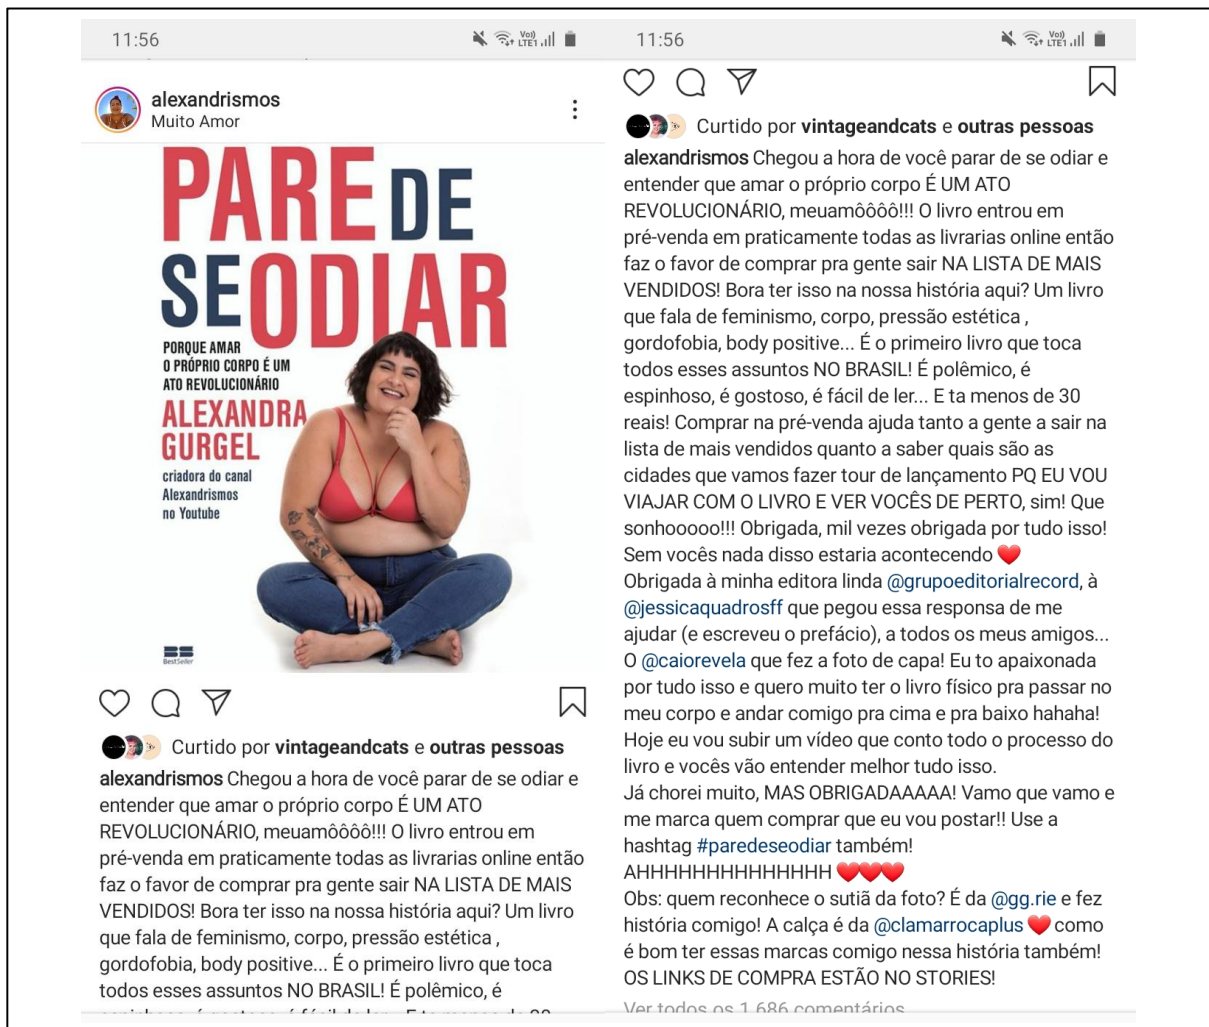 11:56
Vo)) LTE1
alexandrismos
Muito Amor
PARE DE
SE ODIAR
PORQUE AMAR
O PRÓPRIO CORPO É UM
ATO REVOLUCIONÁRIO
ALEXANDRA
GURGEL
criadora do canal
Alexandrismos
no Youtube
BestSeller
Curtido por vintageandcats e outras pessoas
alexandrismos Chegou a hora de você parar de se odiar e
entender que amar o próprio corpo É UM ATO
REVOLUCIONÁRIO, meuamôôôô!!! O livro entrou em
pré-venda em praticamente todas as livrarias online então
faz o favor de comprar pra gente sair NA LISTA DE MAIS
VENDIDOS! Bora ter isso na nossa história aqui? Um livro
que fala de feminismo, corpo, pressão estética ,
gordofobia, body positive... É o primeiro livro que toca
todos esses assuntos NO BRASIL! É polêmico, é
11:56
Vo)) LTE1
Curtido por vintageandcats e outras pessoas
alexandrismos Chegou a hora de você parar de se odiar e
entender que amar o próprio corpo É UM ATO
REVOLUCIONÁRIO, meuamôôôô!!! O livro entrou em
pré-venda em praticamente todas as livrarias online então
faz o favor de comprar pra gente sair NA LISTA DE MAIS
VENDIDOS! Bora ter isso na nossa história aqui? Um livro
que fala de feminismo, corpo, pressão estética ,
gordofobia, body positive... É o primeiro livro que toca
todos esses assuntos NO BRASIL! É polêmico, é
espinhoso, é gostoso, é fácil de ler... E ta menos de 30
reais! Comprar na pré-venda ajuda tanto a gente a sair na
lista de mais vendidos quanto a saber quais são as
cidades que vamos fazer tour de lançamento PQ EU VOU
VIAJAR COM O LIVRO E VER VOCÊS DE PERTO, sim! Que
sonhooooo!!! Obrigada, mil vezes obrigada por tudo isso!
Sem vocês nada disso estaria acontecendo ❤️
Obrigada à minha editora linda @grupoeditorialrecord, à
@jessicaquadrosff que pegou essa responsa de me
ajudar (e escreveu o prefácio), a todos os meus amigos...
O @caiorevela que fez a foto de capa! Eu to apaixonada
por tudo isso e quero muito ter o livro físico pra passar no
meu corpo e andar comigo pra cima e pra baixo hahaha!
Hoje eu vou subir um vídeo que conto todo o processo do
livro e vocês vão entender melhor tudo isso.
Já chorei muito, MAS OBRIGADAAAAA! Vamo que vamo e
me marca quem comprar que eu vou postar!! Use a
hashtag #paredeseodiar também!
AHHHHHHHHHHHHHHH ❤️❤️❤️
Obs: quem reconhece o sutiã da foto? É da @gg.rie e fez
história comigo! A calça é da @clamarrocaplus ❤️ como
é bom ter essas marcas comigo nessa história também!
OS LINKS DE COMPRA ESTÃO NO STORIES!
Ver todos os 1.686 comentários